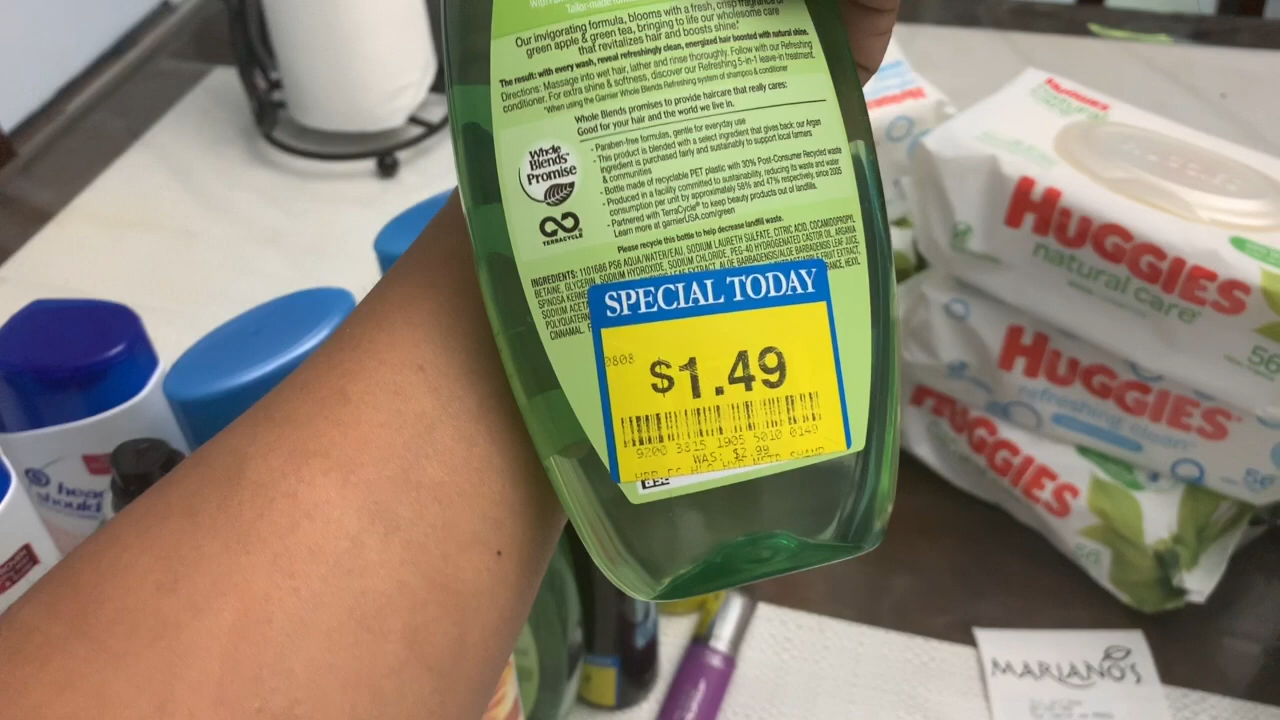 Tailor-made
Our invigorating formula, blooms with a fresh, crisp fragrance of
green apple & green tea, bringing to life our wholesome care
that revitalizes hair and boosts shine.*
The result: with every wash, reveal refreshingly clean, energized hair boosted with natural shine.
Directions: Massage into wet hair, lather and rinse thoroughly. Follow with our Refreshing
conditioner. For extra shine & softness, discover our Refreshing 5-in-1 leave-in treatment.
*When using the Garnier Whole Blends Refreshing system of shampoo & conditioner
Whole Blends promises to provide haircare that really cares:
Good for your hair and the world we live in.
- Paraben-free formulas, gentle for everyday use
- This product is blended with a select ingredient that gives back: our Argan
ingredient is purchased fairly and sustainably to support local farmers
& communities
- Bottle made of recyclable PET plastic with 30% Post-Consumer Recycled waste
- Produced in a facility committed to sustainability, reducing its waste and water
consumption per unit by approximately 58% and 47% respectively, since 2005
- Partnered with TerraCycle® to keep beauty products out of landfills.
Learn more at garnierUSA.com/green
Whole
Blends
Promise
TERRACYCLE
Please recycle this bottle to help decrease landfill waste.
INGREDIENTS: 1101686 PS6 AQUA/WATER/EAU, SODIUM LAURETH SULFATE, CITRIC ACID, COCAMIDOPROPYL
BETAINE, GLYCERIN, SODIUM HYDROXIDE, SODIUM CHLORIDE, PEG-40 HYDROGENATED CASTOR OIL, ARGANIA
SPINOSA ALOE BARBADENSIS/ALOE BARBADENSIS LEAF JUICE,
SODIUM FRUIT EXTRACT,
SPECIAL TODAY
0808
$1.49
9200 3815 1905 5010 0149
WAS: $2.99
HUGGIES
natural care
56
HUGGIES
refreshing clean
56
HUGGIES
MARIANO'S